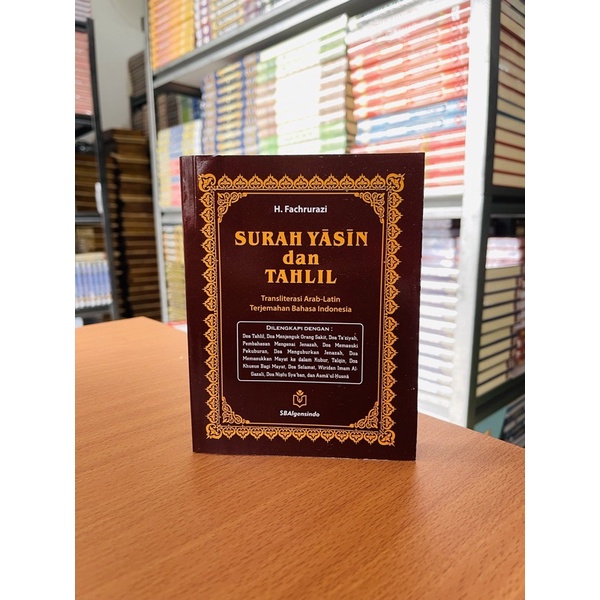 H. Fachrurazi
SURAH YĀSĪN
dan
TAHLIL
Transliterasi Arab-Latin
Terjemahan Bahasa Indonesia
DILENGKAPI DENGAN :
Doa Tahlil, Doa Menjenguk Orang Sakit, Doa Ta'ziyah,
Pembahasan Mengenai Jenazah, Doa Memasuki
Pekuburan, Doa Menguburkan Jenazah, Doa
Memasukkan Mayat ke dalam Kubur, Talqin, Doa
Khusus Bagi Mayat, Doa Selamat, Wiridan Imam Al-
Gazali, Doa Nisfu Sya'ban, dan Asmā'ul-Husnā
SBAlgensindo